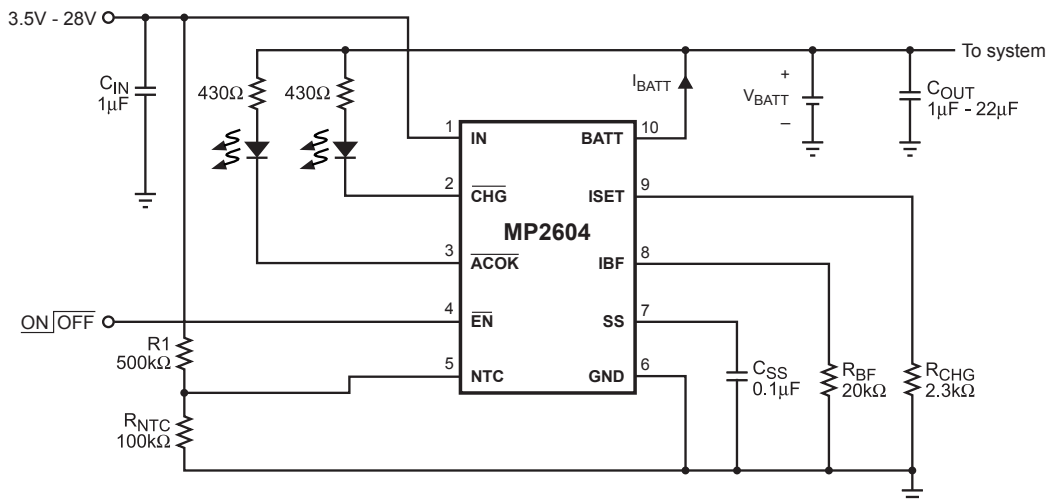 3.5V - 28V
To system
C_IN
1μF
430Ω
430Ω
I_BATT
+
V_BATT
–
C_OUT
1μF - 22μF
1
IN
BATT
10
2
CHG
ISET
9
MP2604
3
ACOK
IBF
8
ON OFF
4
EN
SS
7
R1
500kΩ
5
NTC
GND
6
C_SS
0.1μF
R_BF
20kΩ
R_CHG
2.3kΩ
R_NTC
100kΩ